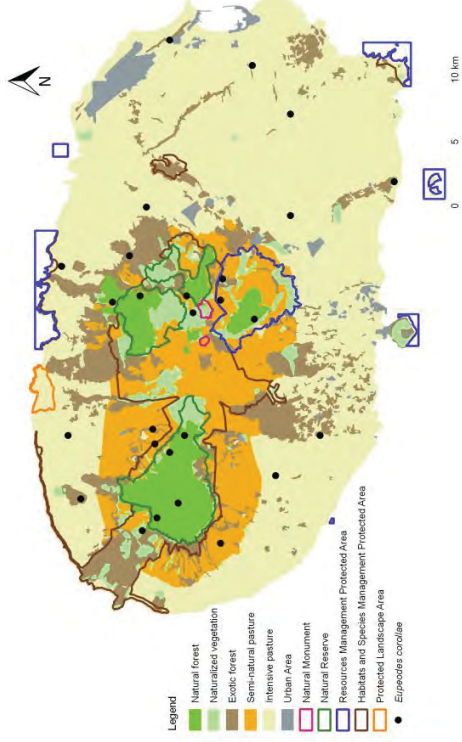 N
Legend
Natural forest
Naturalized vegetation
Exotic forest
Semi-natural pasture
Intensive pasture
Urban Area
Natural Monument
Natural Reserve
Resources Management Protected Area
Habitats and Species Management Protected Area
Protected Landscape Area
Eupeodes corollae
0 5 10 km